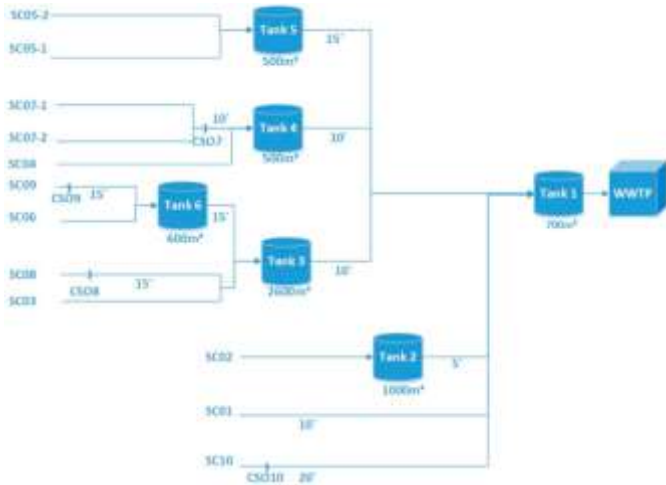 SC05-2
Tank 5
15'
SC05-1
500m³
SC07-1
10'
Tank 4
SC07-2
CSO7
10'
500m³
SC09
CSO9
15'
Tank 6
Tank 1
WWTP
SC06
15'
700m³
600m³
Tank 3
SC08
CSO8
15'
10'
SC03
2600m³
SC02
Tank 2
5'
1000m³
SC01
10'
SC10
CSO10
20'